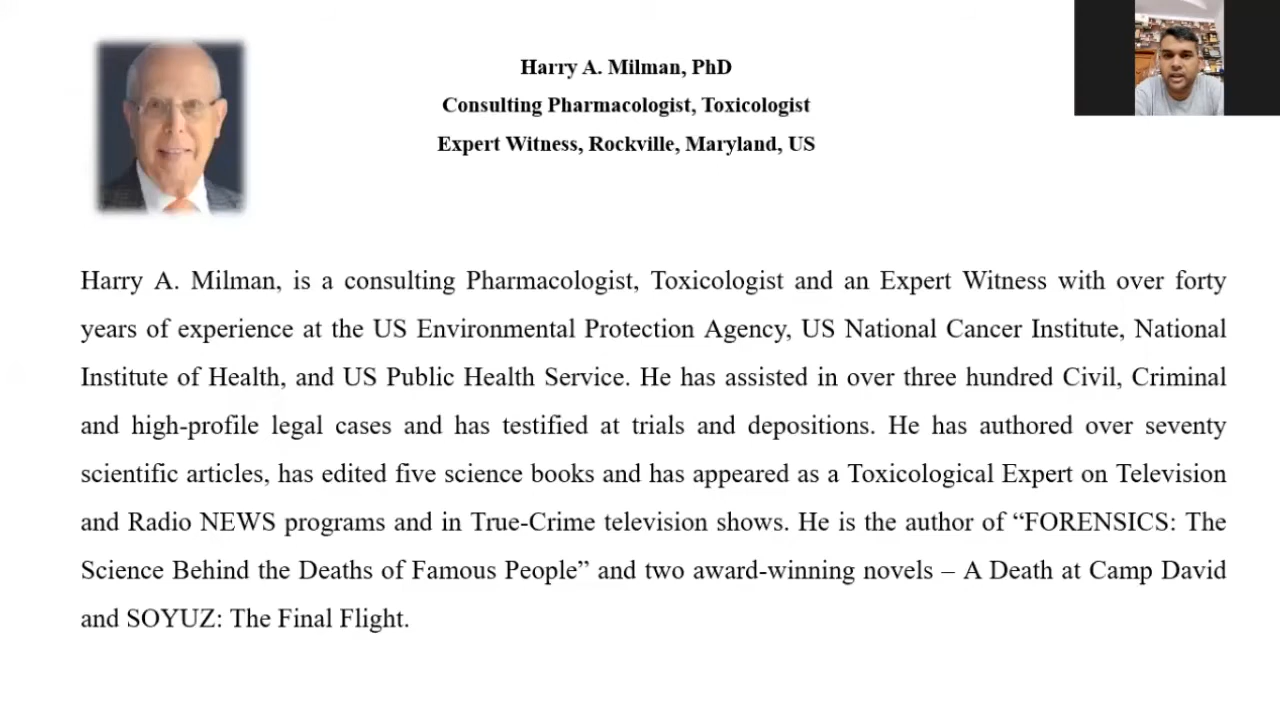 Harry A. Milman, PhD
Consulting Pharmacologist, Toxicologist
Expert Witness, Rockville, Maryland, US
Harry A. Milman, is a consulting Pharmacologist, Toxicologist and an Expert Witness with over forty
years of experience at the US Environmental Protection Agency, US National Cancer Institute, National
Institute of Health, and US Public Health Service. He has assisted in over three hundred Civil, Criminal
and high-profile legal cases and has testified at trials and depositions. He has authored over seventy
scientific articles, has edited five science books and has appeared as a Toxicological Expert on Television
and Radio NEWS programs and in True-Crime television shows. He is the author of “FORENSICS: The
Science Behind the Deaths of Famous People” and two award-winning novels – A Death at Camp David
and SOYUZ: The Final Flight.